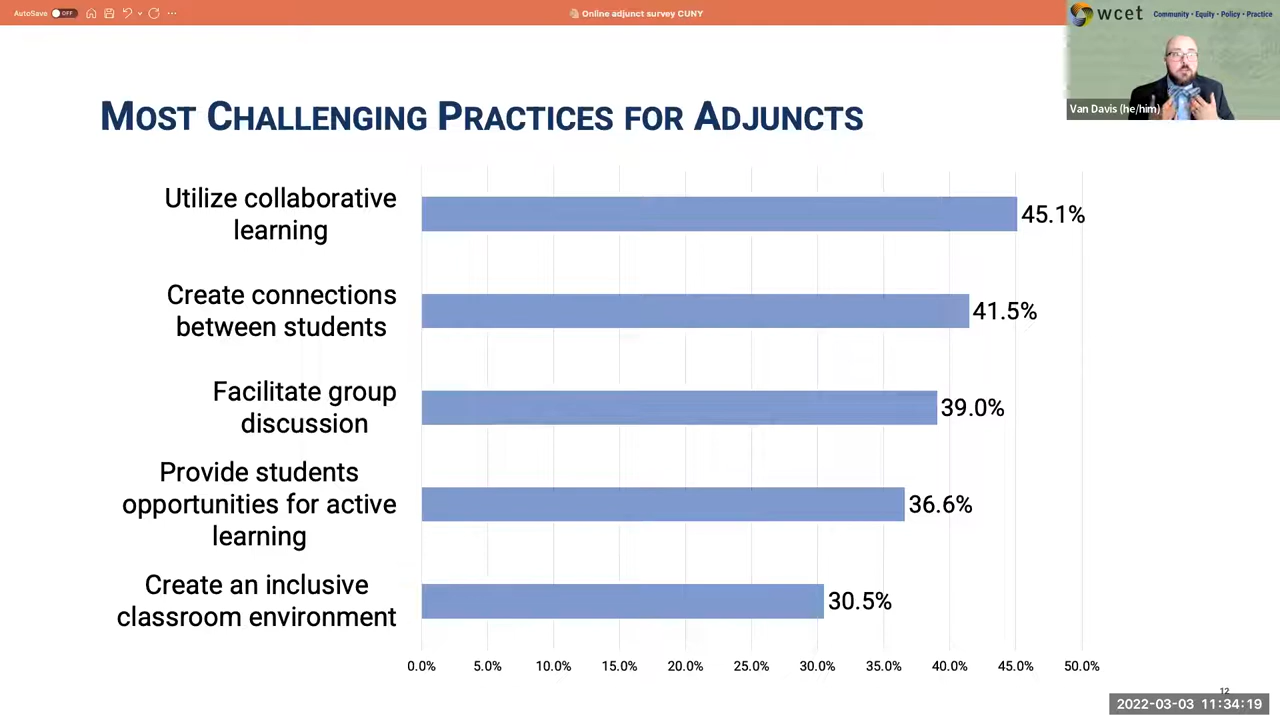 AutoSave OFF
Online adjunct survey CUNY
wcet Community • Equity • Policy • Practice
Van Davis (he/him)
MOST CHALLENGING PRACTICES FOR ADJUNCTS
Utilize collaborative
learning
45.1%
Create connections
between students
41.5%
Facilitate group
discussion
39.0%
Provide students
opportunities for active
learning
36.6%
Create an inclusive
classroom environment
30.5%
0.0% 5.0% 10.0% 15.0% 20.0% 25.0% 30.0% 35.0% 40.0% 45.0% 50.0%
12
2022-03-03 11:34:19